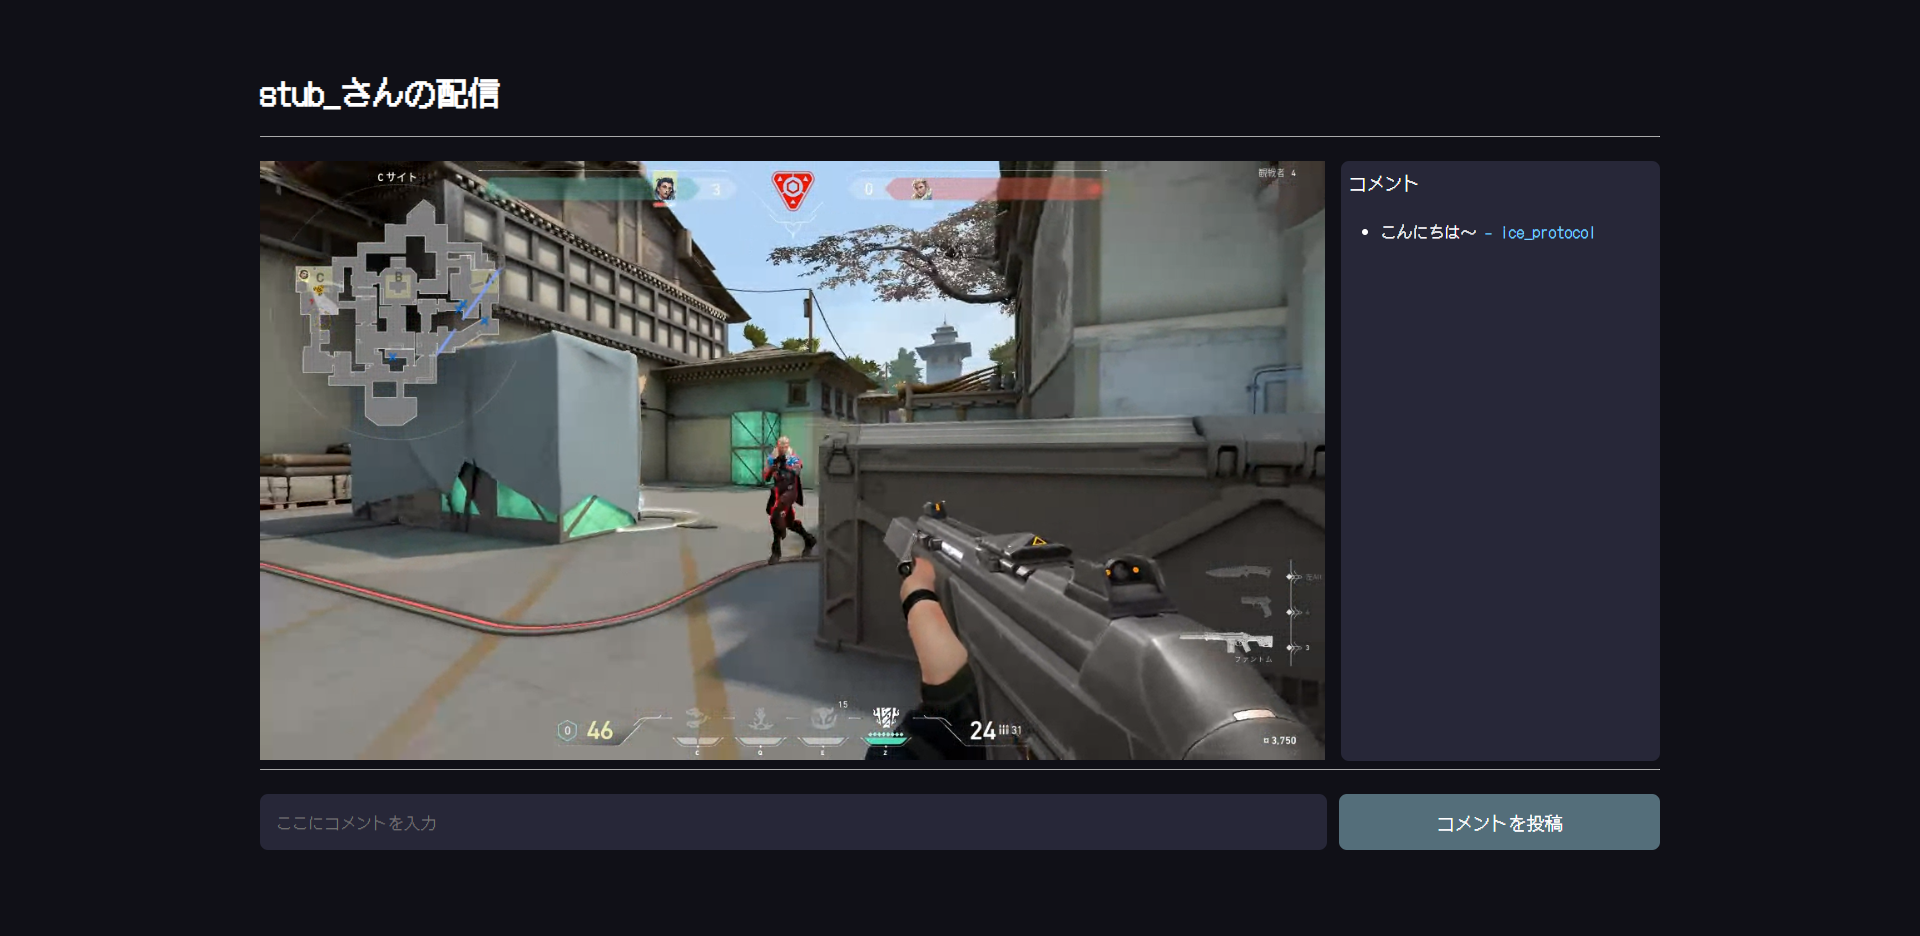 stub_さんの配信
C サイト
3
0
観戦者 4
コメント
こんにちは〜 - Ice_protocol
C
B
A
ファントム
3
15
0
46
24
31
C
Q
E
Z
¤ 3,750
ここにコメントを入力
コメントを投稿